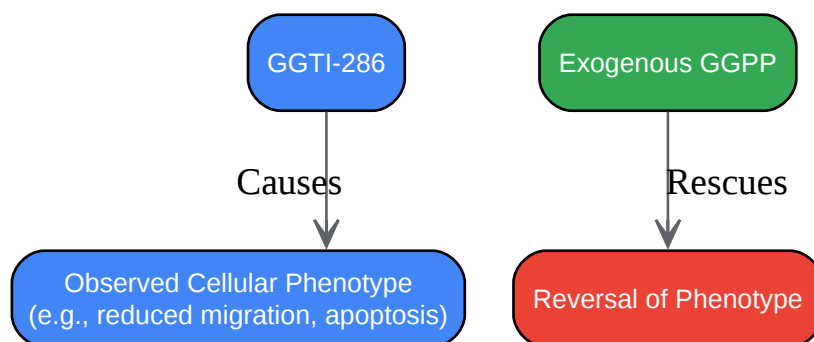 GGTI-286
Exogenous GGPP
Causes
Rescues
Observed Cellular Phenotype
(e.g., reduced migration, apoptosis)
Reversal of Phenotype